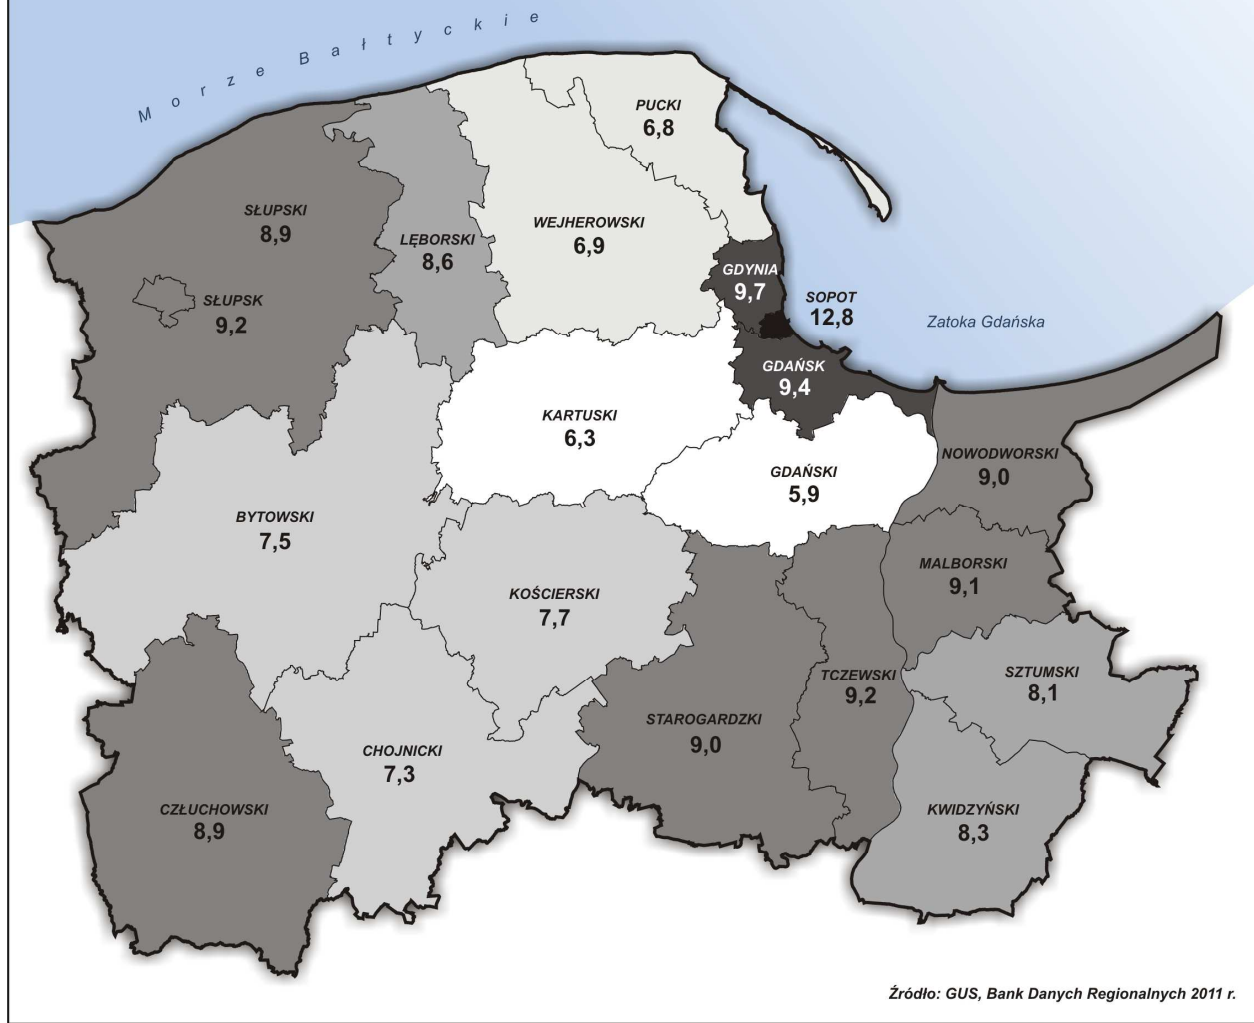 Morze Bałtyckie
PUCKI
6,8
SŁUPSKI
8,9
LĘBORSKI
8,6
WEJHEROWSKI
6,9
GDYNIA
9,7
SŁUPSK
9,2
SOPOT
12,8
Zatoka Gdańska
GDAŃSK
9,4
KARTUSKI
6,3
GDAŃSKI
5,9
NOWODWORSKI
9,0
BYTOWSKI
7,5
MALBORSKI
9,1
KOŚCIERSKI
7,7
TCZEWSKI
9,2
SZTUMSKI
8,1
STAROGARDZKI
9,0
CHOJNICKI
7,3
CZŁUCHOWSKI
8,9
KWIDZYŃSKI
8,3
Źródło: GUS, Bank Danych Regionalnych 2011 r.